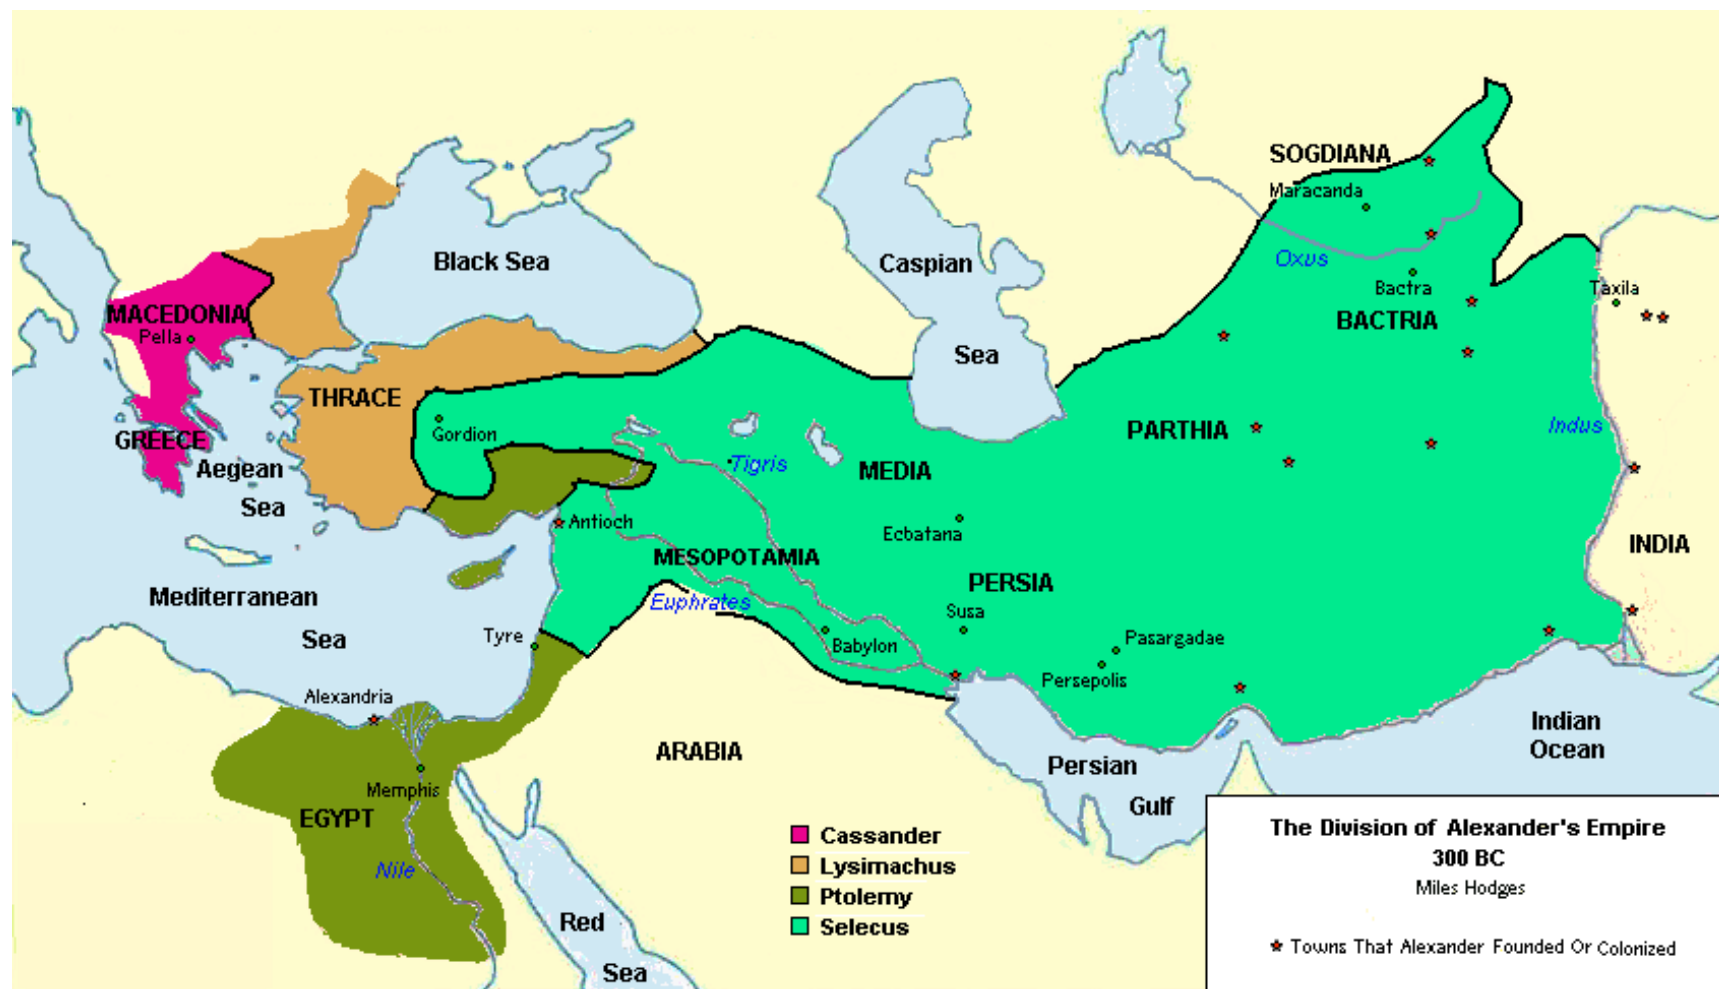 SOGDIANA
Maracanda
Black Sea
Caspian
Sea
Oxus
Bactra
Taxila
MACEDONIA
Pella
BACTRIA
THRACE
GREECE
Gordion
PARTHIA
Indus
Aegean
Sea
Tigris
MEDIA
Antioch
Ecbatana
INDIA
MESOPOTAMIA
PERSIA
Mediterranean
Sea
Euphrates
Susa
Tyre
Babylon
Pasargadae
Persepolis
Alexandria
ARABIA
Indian
Ocean
Persian
Gulf
Memphis
EGYPT
Nile
Red
Sea
Cassander
Lysimachus
Ptolemy
Selecus
The Division of Alexander's Empire
300 BC
Miles Hodges
Towns That Alexander Founded Or Colonized